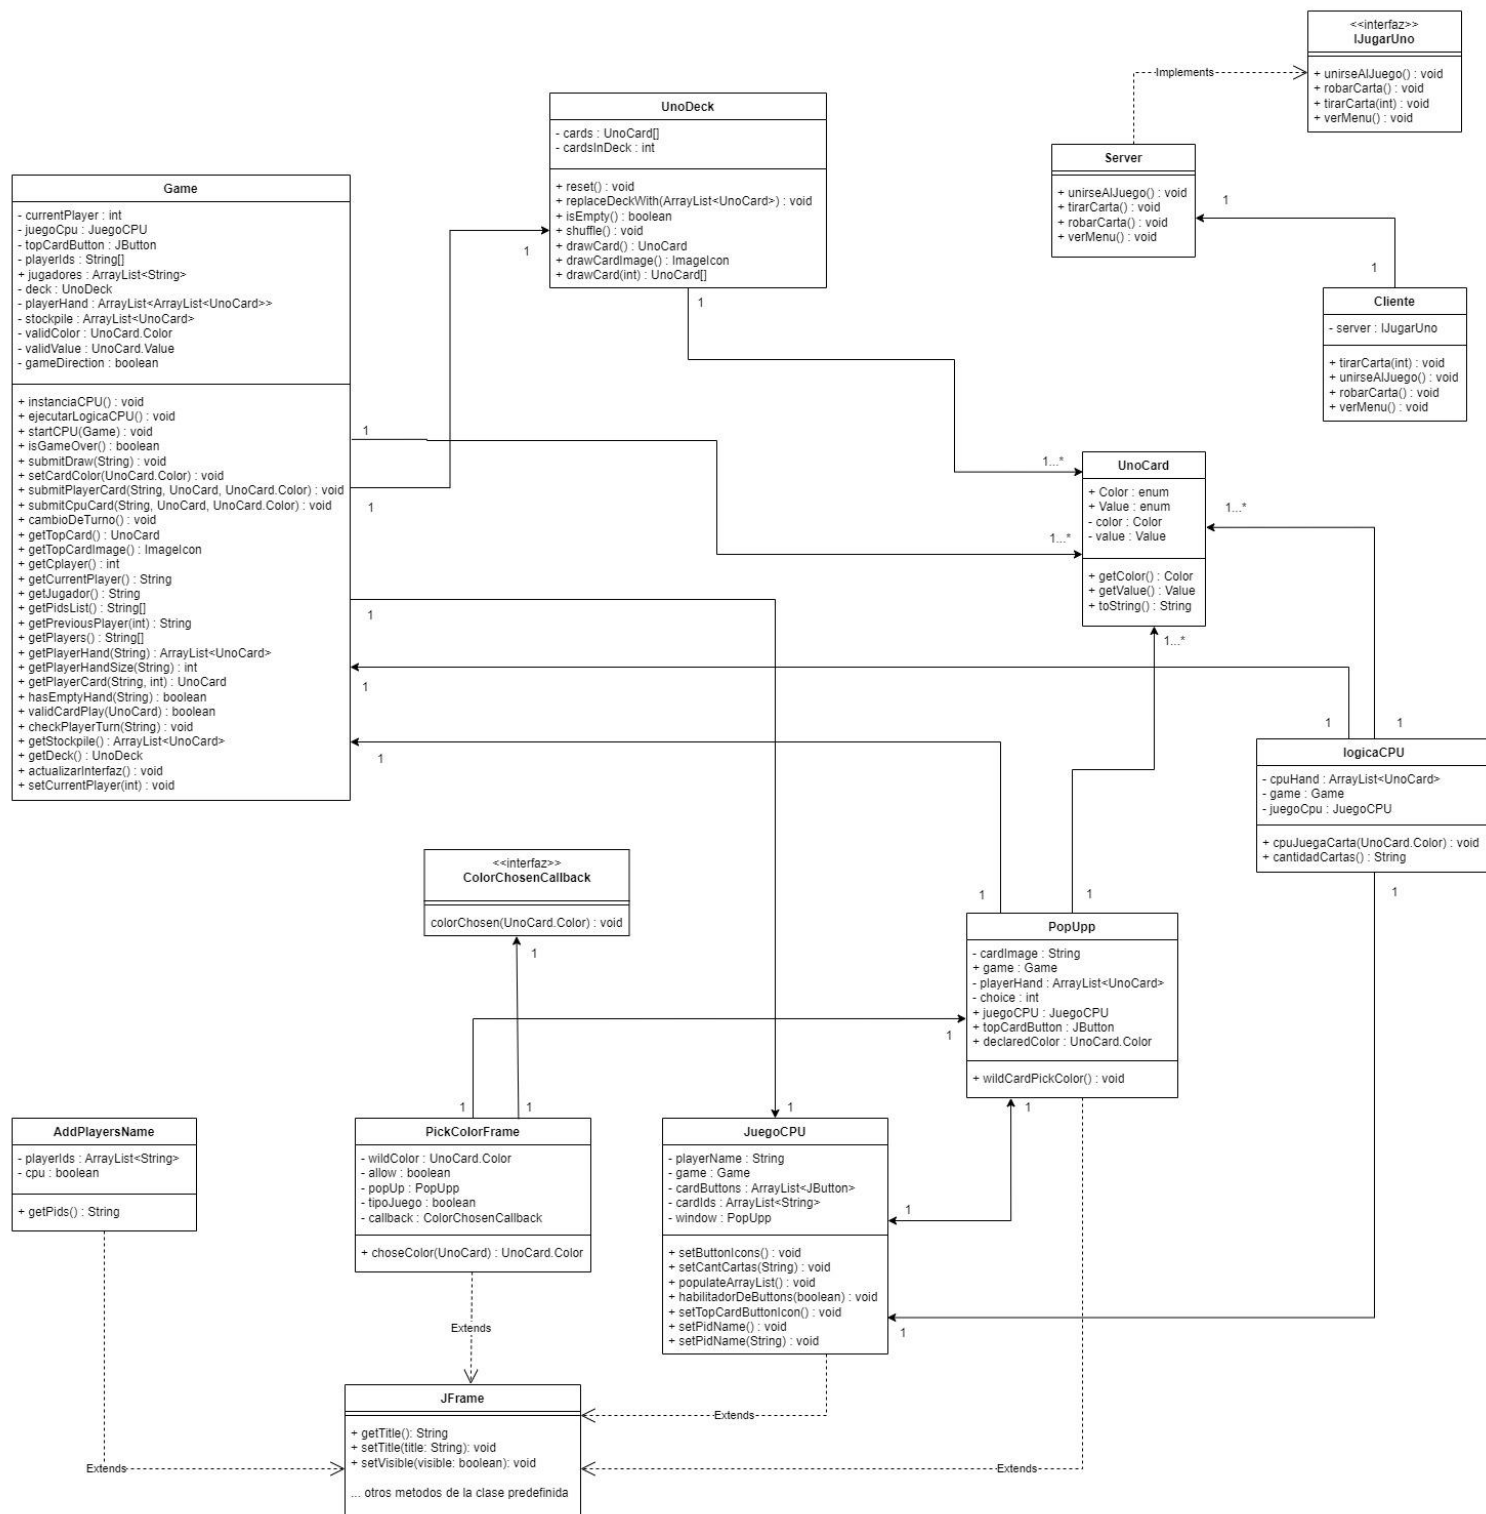 <<interfaz>>
IJugarUno
+ unirseAlJuego() : void
+ robarCarta() : void
+ tirarCarta(int) : void
+ verMenu() : void
Implements
Server
+ unirseAlJuego() : void
+ tirarCarta() : void
+ robarCarta() : void
+ verMenu() : void
1
1
Cliente
- server : IJugarUno
+ tirarCarta(int) : void
+ unirseAlJuego() : void
+ robarCarta() : void
+ verMenu() : void
UnoDeck
- cards : UnoCard[]
- cardsInDeck : int
+ reset() : void
+ replaceDeckWith(ArrayList<UnoCard>) : void
+ isEmpty() : boolean
+ shuffle() : void
+ drawCard() : UnoCard
+ drawCardImage() : ImageIcon
+ drawCard(int) : UnoCard[]
1
1
Game
- currentPlayer : int
- juegoCpu : JuegoCPU
- topCardButton : JButton
- playerIds : String[]
+ jugadores : ArrayList<String>
- deck : UnoDeck
- playerHand : ArrayList<ArrayList<UnoCard>>
- stockpile : ArrayList<UnoCard>
- validColor : UnoCard.Color
- validValue : UnoCard.Value
- gameDirection : boolean
+ instanciaCPU() : void
+ ejecutarLogicaCPU() : void
+ startCPU(Game) : void
+ isGameOver() : boolean
+ submitDraw(String) : void
+ setCardColor(UnoCard.Color) : void
+ submitPlayerCard(String, UnoCard, UnoCard.Color) : void
+ submitCpuCard(String, UnoCard, UnoCard.Color) : void
+ cambioDeTurno() : void
+ getTopCard() : UnoCard
+ getTopCardImage() : ImageIcon
+ getCplayer() : int
+ getCurrentPlayer() : String
+ getJugador() : String
+ getPidsList() : String[]
+ getPreviousPlayer(int) : String
+ getPlayers() : String[]
+ getPlayerHand(String) : ArrayList<UnoCard>
+ getPlayerHandSize(String) : int
+ getPlayerCard(String, int) : UnoCard
+ hasEmptyHand(String) : boolean
+ validCardPlay(UnoCard) : boolean
+ checkPlayerTurn(String) : void
+ getStockpile() : ArrayList<UnoCard>
+ getDeck() : UnoDeck
+ actualizarInterfaz() : void
+ setCurrentPlayer(int) : void
1
1
1
1
1
1...*
1...*
1...*
1...*
UnoCard
+ Color : enum
+ Value : enum
- color : Color
- value : Value
+ getColor() : Color
+ getValue() : Value
+ toString() : String
1
1
logicaCPU
- cpuHand : ArrayList<UnoCard>
- game : Game
- juegoCpu : JuegoCPU
+ cpuJuegaCarta(UnoCard.Color) : void
+ cantidadCartas() : String
1
<<interfaz>>
ColorChosenCallback
colorChosen(UnoCard.Color) : void
1
1
1
PopUpp
- cardImage : String
+ game : Game
- playerHand : ArrayList<UnoCard>
- choice : int
+ juegoCPU : JuegoCPU
+ topCardButton : JButton
+ declaredColor : UnoCard.Color
+ wildCardPickColor() : void
1
1
AddPlayersName
- playerIds : ArrayList<String>
- cpu : boolean
+ getPids() : String
1
1
PickColorFrame
- wildColor : UnoCard.Color
- allow : boolean
- popUp : PopUpp
- tipoJuego : boolean
- callback : ColorChosenCallback
+ choseColor(UnoCard) : UnoCard.Color
1
JuegoCPU
- playerName : String
- game : Game
- cardButtons : ArrayList<JButton>
- cardIds : ArrayList<String>
- window : PopUpp
+ setButtonIcons() : void
+ setCantCartas(String) : void
+ populateArrayList() : void
+ habilitadorDeButtons(boolean) : void
+ setTopCardButtonIcon() : void
+ setPidName() : void
+ setPidName(String) : void
1
1
Extends
Extends
Extends
Extends
JFrame
+ getTitle(): String
+ setTitle(title: String): void
+ setVisible(visible: boolean): void
... otros metodos de la clase predefinida